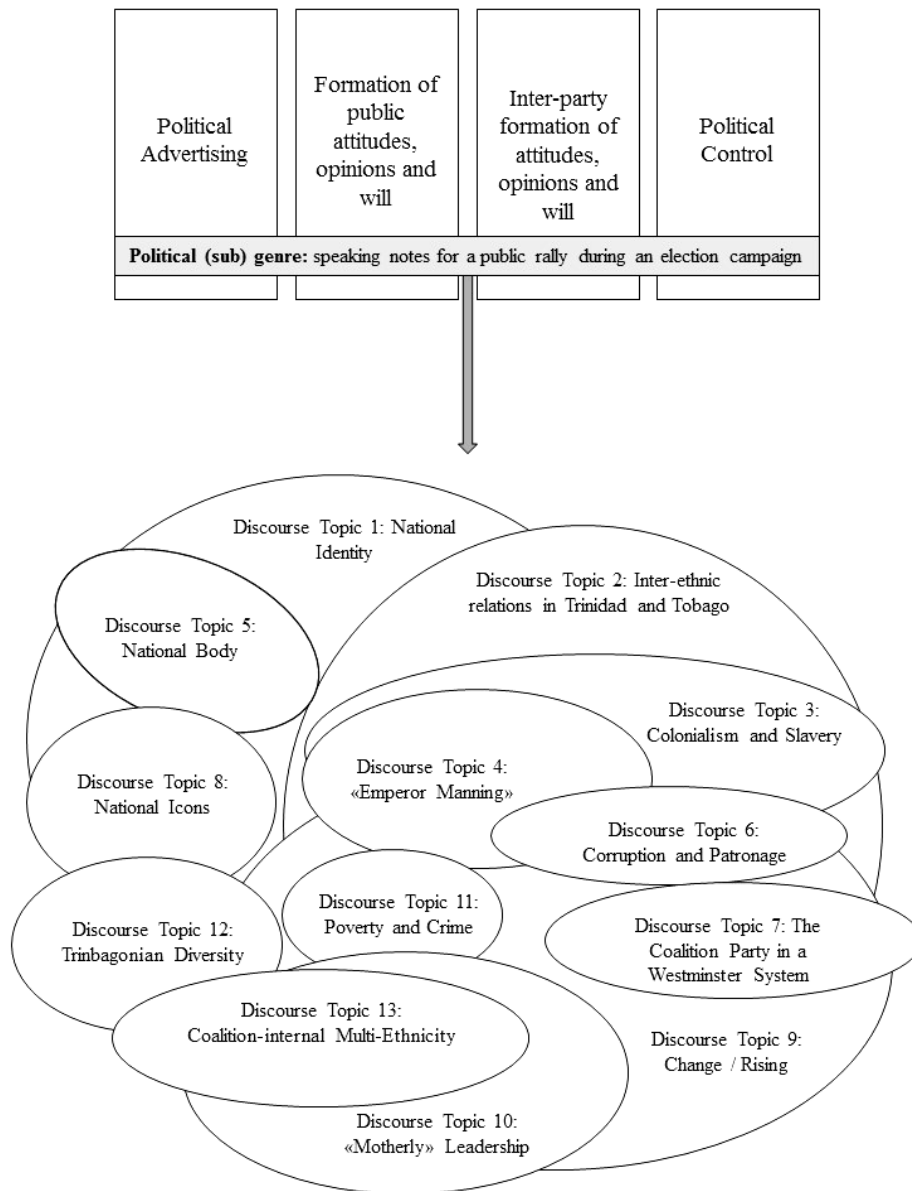 Political
Advertising
Formation of
public
attitudes,
opinions and
will
Inter-party
formation of
attitudes,
opinions and
will
Political
Control
Political (sub) genre: speaking notes for a public rally during an election campaign
Discourse Topic 1: National
Identity
Discourse Topic 2: Inter-ethnic
relations in Trinidad and Tobago
Discourse Topic 5:
National Body
Discourse Topic 3:
Colonialism and Slavery
Discourse Topic 4:
«Emperor Manning»
Discourse Topic 8:
National Icons
Discourse Topic 6:
Corruption and Patronage
Discourse Topic 11:
Poverty and Crime
Discourse Topic 12:
Trinbagonian Diversity
Discourse Topic 7: The
Coalition Party in a
Westminster System
Discourse Topic 13:
Coalition-internal Multi-Ethnicity
Discourse Topic 9:
Change / Rising
Discourse Topic 10:
«Motherly» Leadership